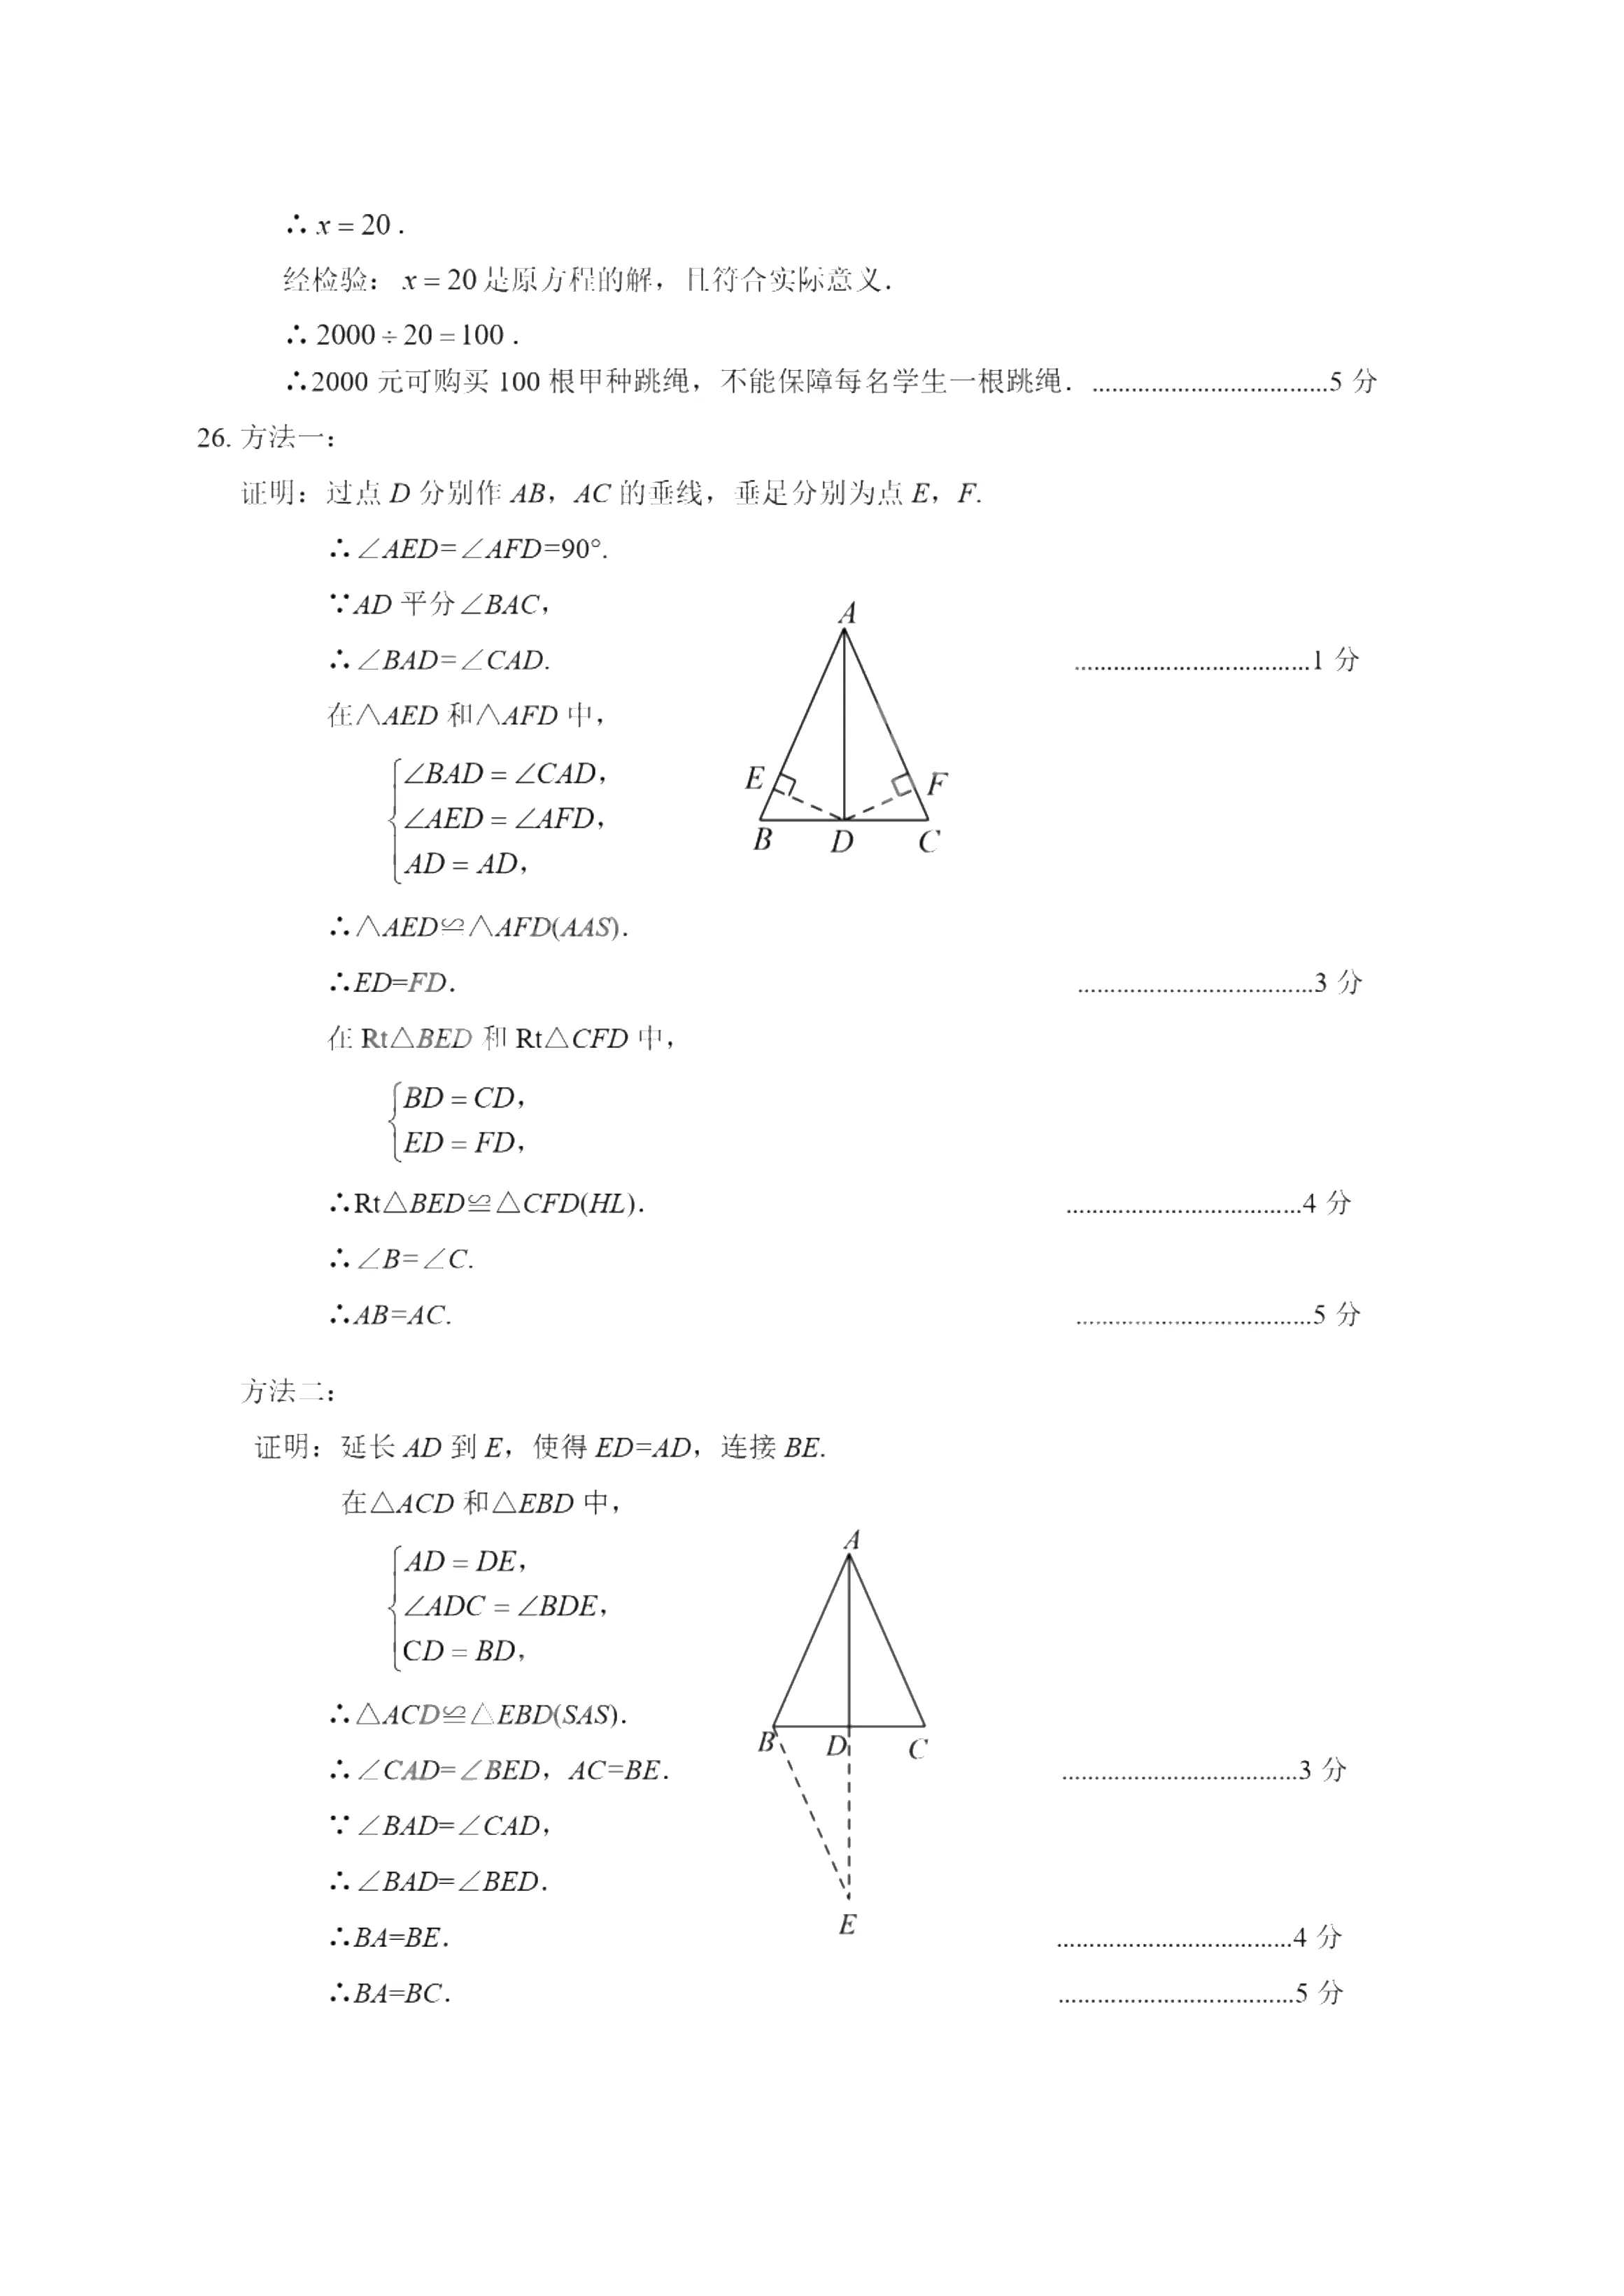 ∴ x = 20 .
经检验：x = 20 是原方程的解，且符合实际意义．
∴ 2000 ÷ 20 = 100 .
∴2000 元可购买 100 根甲种跳绳，不能保障每名学生一根跳绳．....................................5 分
26. 方法一：
证明：过点 D 分别作 AB，AC 的垂线，垂足分别为点 E，F.
∴∠AED=∠AFD=90°.
∵AD 平分∠BAC，
∴∠BAD=∠CAD. ....................................1 分
在△AED 和△AFD 中，
∠BAD = ∠CAD，
∠AED = ∠AFD，
AD = AD，
A
E
F
B D C
∴△AED≌△AFD(AAS).
∴ED=FD. ....................................3 分
在 Rt△BED 和 Rt△CFD 中，
BD = CD，
ED = FD，
∴Rt△BED≌△CFD(HL). ....................................4 分
∴∠B=∠C.
∴AB=AC. ....................................5 分
方法二：
证明：延长 AD 到 E，使得 ED=AD，连接 BE.
在△ACD 和△EBD 中，
AD = DE，
∠ADC = ∠BDE，
CD = BD，
A
B D C
E
∴△ACD≌△EBD(SAS).
∴∠CAD=∠BED，AC=BE. ....................................3 分
∵∠BAD=∠CAD，
∴∠BAD=∠BED.
∴BA=BE. ....................................4 分
∴BA=BC. ....................................5 分